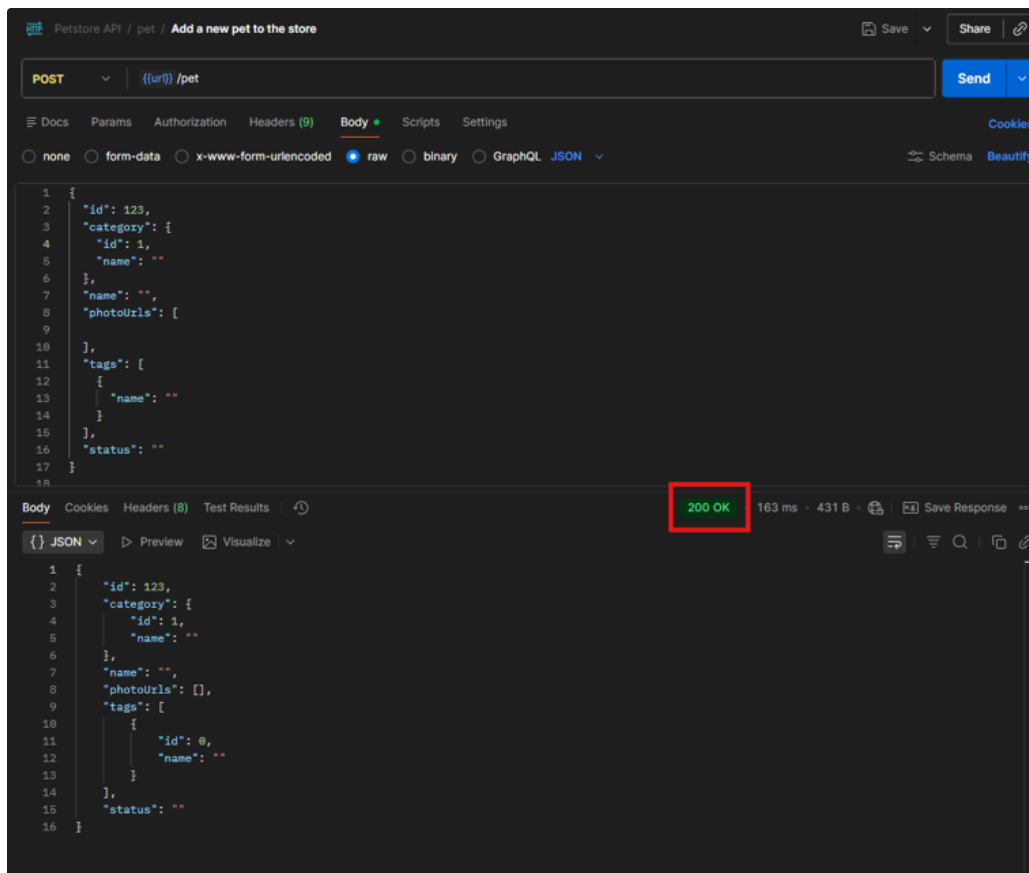 HTTP Petstore API / pet / Add a new pet to the store Save Share
POST {{url}} /pet Send
Docs Params Authorization Headers (9) Body Scripts Settings Cookies
none form-data x-www-form-urlencoded raw binary GraphQL JSON Schema Beautify
1 {
2 "id": 123,
3 "category": {
4 "id": 1,
5 "name": ""
6 },
7 "name": "",
8 "photoUrls": [
9
10 ],
11 "tags": [
12 {
13 "name": ""
14 }
15 ],
16 "status": ""
17 }
18
Body Cookies Headers (8) Test Results 200 OK 163 ms 431 B Save Response
{} JSON Preview Visualize
1 {
2 "id": 123,
3 "category": {
4 "id": 1,
5 "name": ""
6 },
7 "name": "",
8 "photoUrls": [],
9 "tags": [
10 {
11 "id": 0,
12 "name": ""
13 }
14 ],
15 "status": ""
16 }